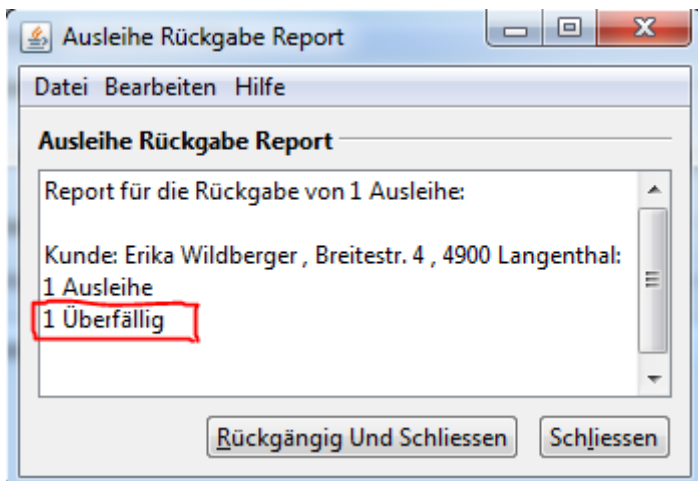 Ausleihe Rückgabe Report
Datei Bearbeiten Hilfe
Ausleihe Rückgabe Report
Report für die Rückgabe von 1 Ausleihe:
Kunde: Erika Wildberger , Breitestr. 4 , 4900 Langenthal:
1 Ausleihe
1 Überfällig
Rückgängig Und Schliessen Schliessen